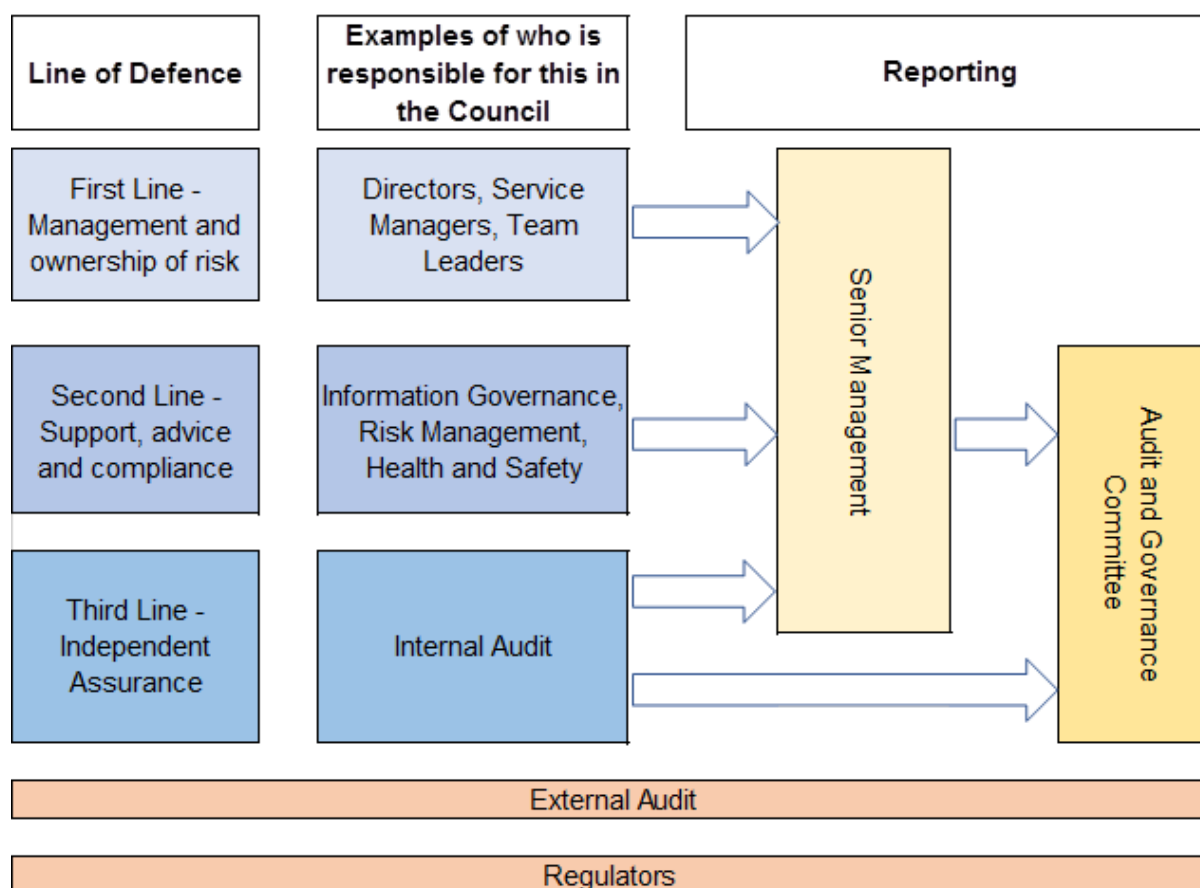 Line of Defence
Examples of who is
responsible for this in
the Council
Reporting
First Line -
Management and
ownership of risk
Directors, Service
Managers, Team
Leaders
Senior Management
Second Line -
Support, advice
and compliance
Information Governance,
Risk Management,
Health and Safety
Audit and Governance
Committee
Third Line -
Independent
Assurance
Internal Audit
External Audit
Regulators